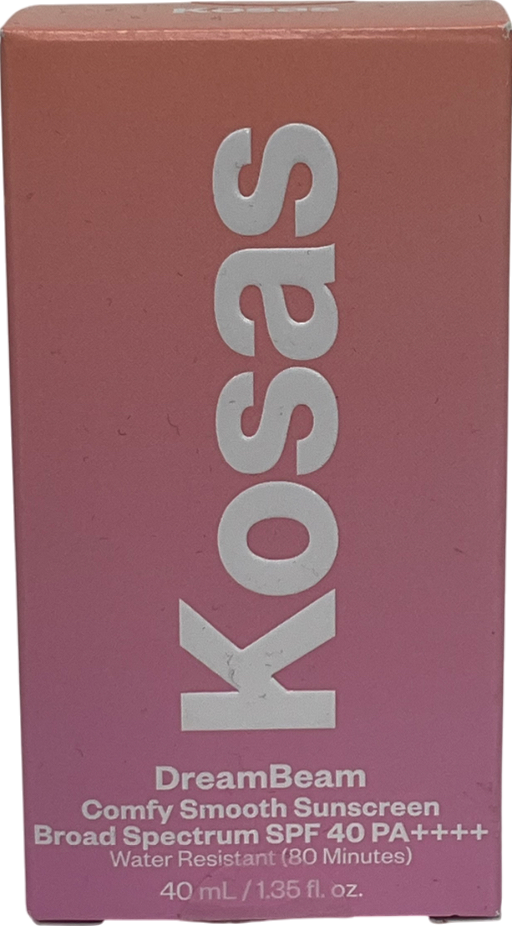 Kosas
Kosas
DreamBeam
Comfy Smooth Sunscreen
Broad Spectrum SPF 40 PA++++
Water Resistant (80 Minutes)
40 mL / 1.35 fl. oz.